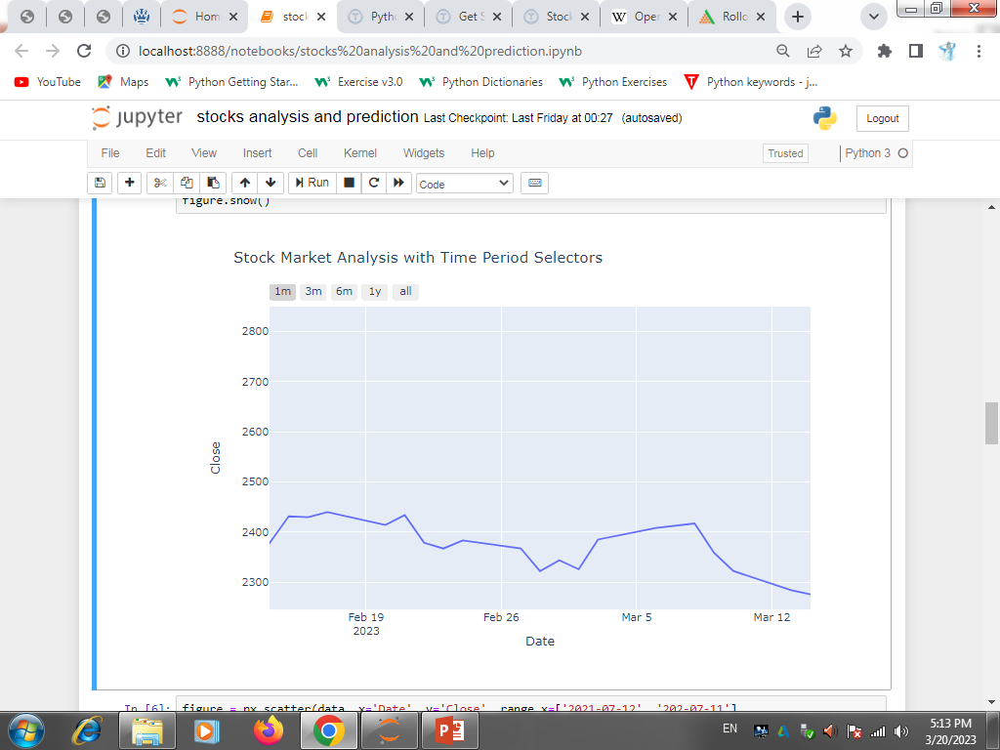 Hom
stock
Pytho
Get S
Stock
W Oper
Rollo
localhost:8888/notebooks/stocks%20analysis%20and%20prediction.ipynb
YouTube Maps Python Getting Star... Exercise v3.0 Python Dictionaries Python Exercises Python keywords - j...
jupyter stocks analysis and prediction Last Checkpoint: Last Friday at 00:27 (autosaved) Logout
File Edit View Insert Cell Kernel Widgets Help Trusted Python 3
Run Code
figure.show()
Stock Market Analysis with Time Period Selectors
1m 3m 6m 1y all
2800
2700
2600
2500
2400
2300
Close
Feb 19 Feb 26 Mar 5 Mar 12
2023
Date
In [6]: figure = px.scatter(data, x='Date', y='Close', range_x=['2021-07-12', '202-07-11'],
EN 5:13 PM
3/20/2023